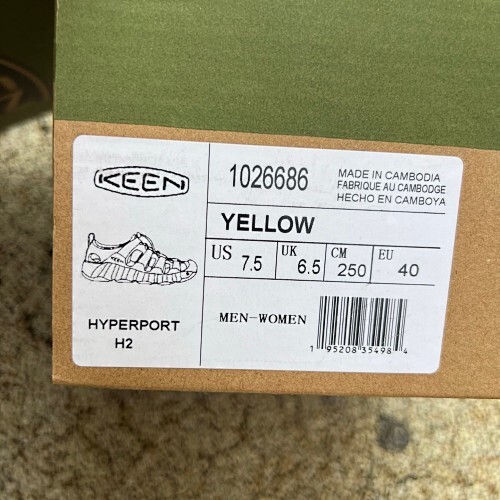 KEEN
1026686
MADE IN CAMBODIA
FABRIQUE AU CAMBODGE
HECHO EN CAMBOYA
YELLOW
US 7.5 UK 6.5 CM 250 EU 40
KEEN
HYPERPORT
H2
MEN-WOMEN
1 95208 35498 4